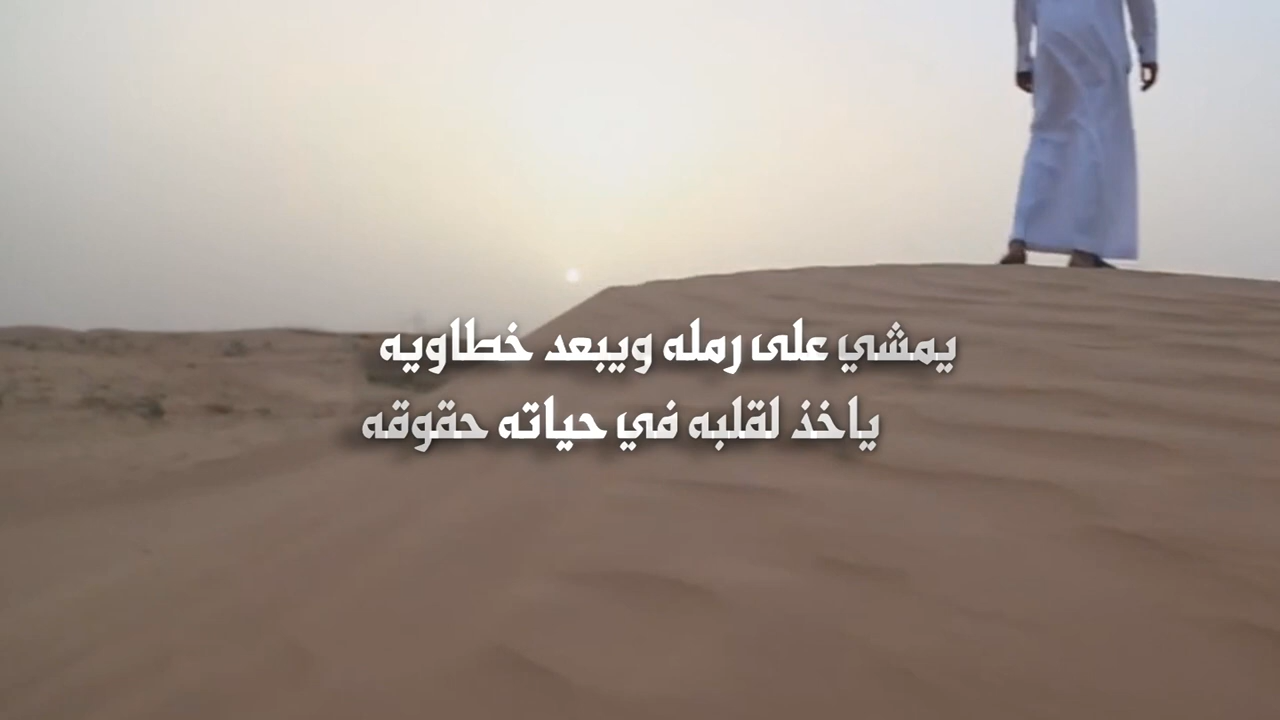 يمشي على رمله ويبعد خطاويه
ياخذ لقلبه في حياته حقوقه